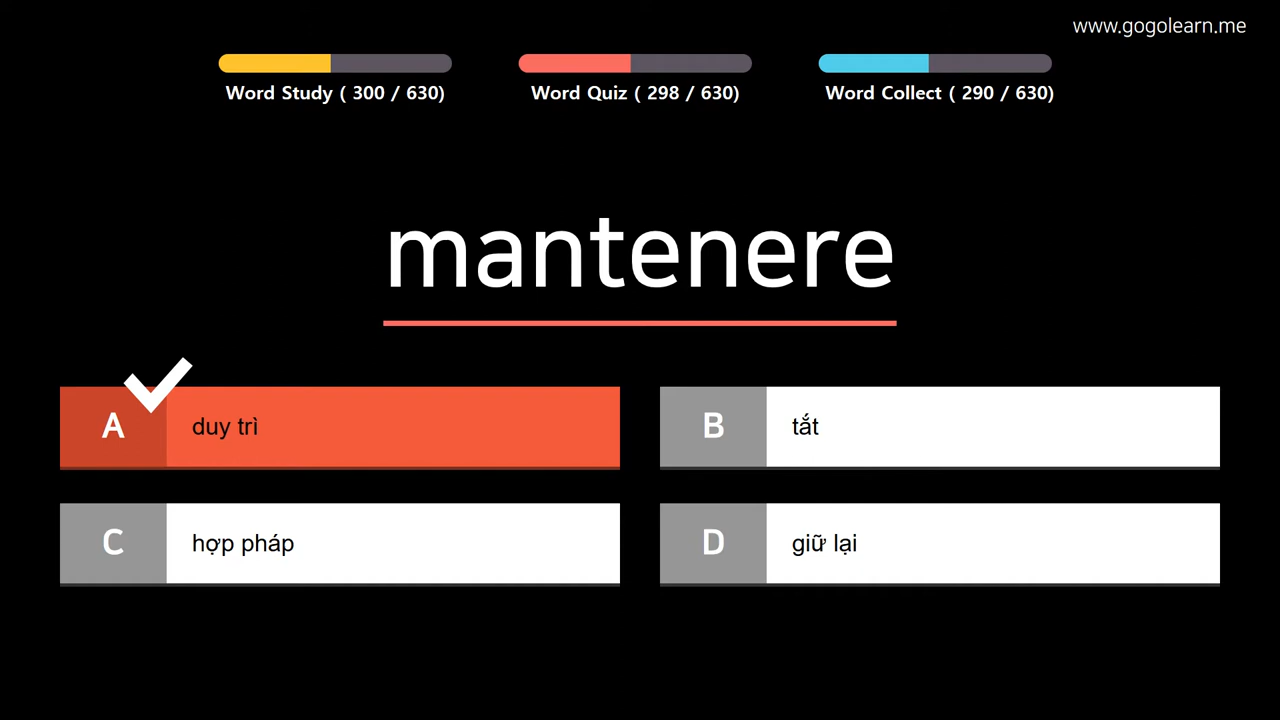 www.gogolearn.me
Word Study ( 300 / 630)
Word Quiz ( 298 / 630)
Word Collect ( 290 / 630)
mantenere
A duy trì
B tắt
C hợp pháp
D giữ lại